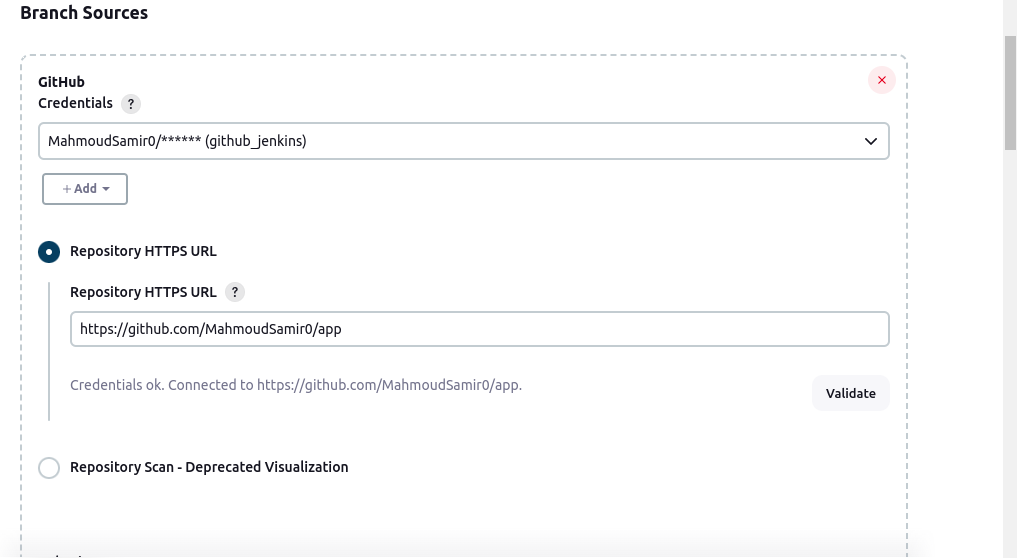 Branch Sources
GitHub
Credentials ?
MahmoudSamir0/****** (github_jenkins)
+ Add
Repository HTTPS URL
Repository HTTPS URL ?
https://github.com/MahmoudSamir0/app
Credentials ok. Connected to https://github.com/MahmoudSamir0/app.
Validate
Repository Scan - Deprecated Visualization